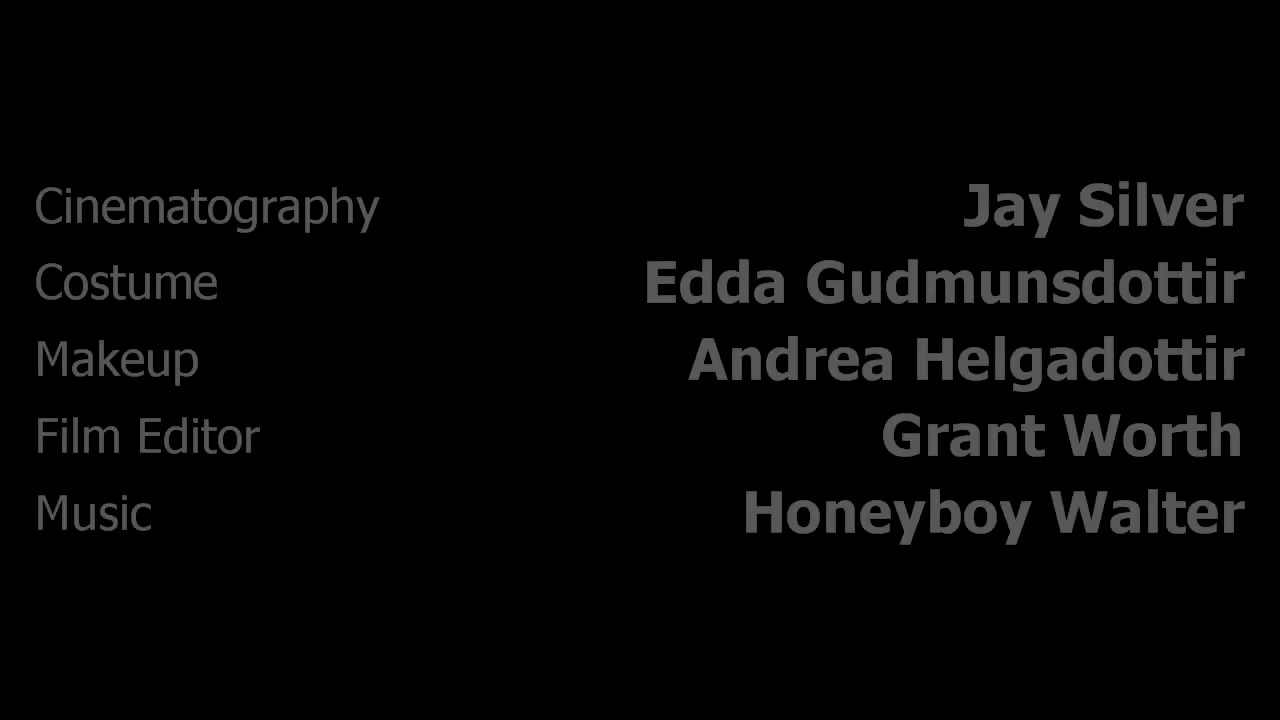 Cinematography Jay Silver
Costume Edda Gudmunsdottir
Makeup Andrea Helgadottir
Film Editor Grant Worth
Music Honeyboy Walter